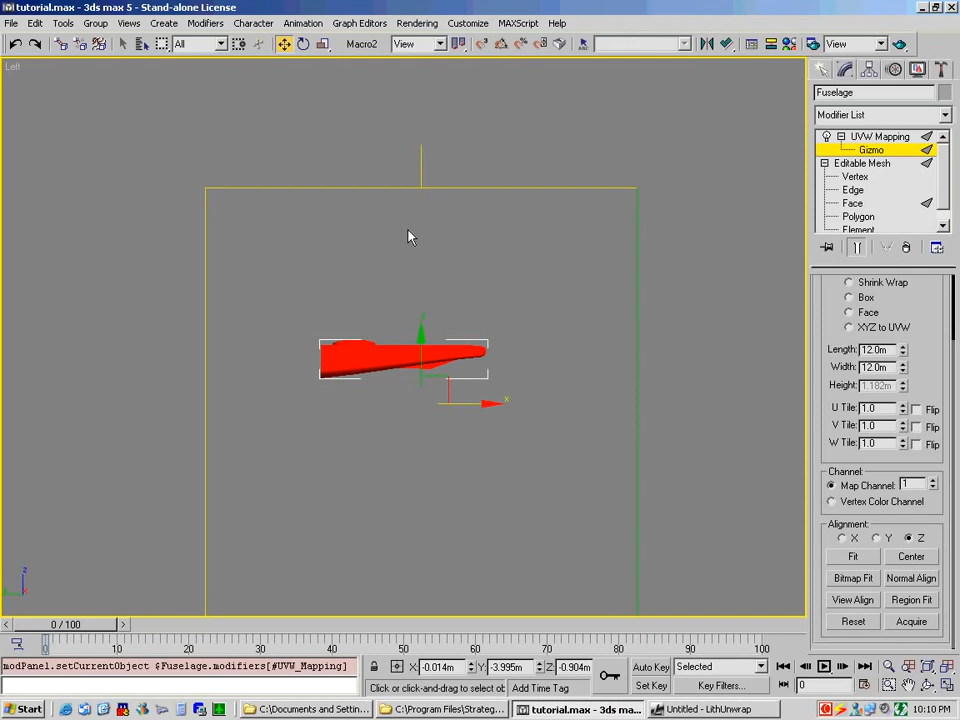 tutorial.max - 3ds max 5 - Stand-alone License
File Edit Tools Group Views Create Modifiers Character Animation Graph Editors Rendering Customize MAXScript Help
All Macro2 View View
Left
Fuselage
Modifier List
UVW Mapping
Gizmo
Editable Mesh
Vertex
Edge
Face
Polygon
Element
Shrink Wrap
Box
Face
XYZ to UVW
Length: 12.0m
Width: 12.0m
Height: 1.182m
U Tile: 1.0 Flip
V Tile: 1.0 Flip
W Tile: 1.0 Flip
Channel:
Map Channel: 1
Vertex Color Channel
Alignment:
X Y Z
Fit Center
Bitmap Fit Normal Align
View Align Region Fit
Reset Acquire
x
z
0 / 100
0 10 20 30 40 50 60 70 80 90 100
modPanel.setCurrentObject $Fuselage.modifiers[#UVW_Mapping]
X: -0.014m Y: -3.995m Z: -0.904m
Auto Key Selected
Click or click-and-drag to select ob Add Time Tag
Set Key Key Filters... 0
Start C:\Documents and Settin... C:\Program Files\Strateg... tutorial.max - 3ds ma... Untitled - LithUnwrap 10:10 PM